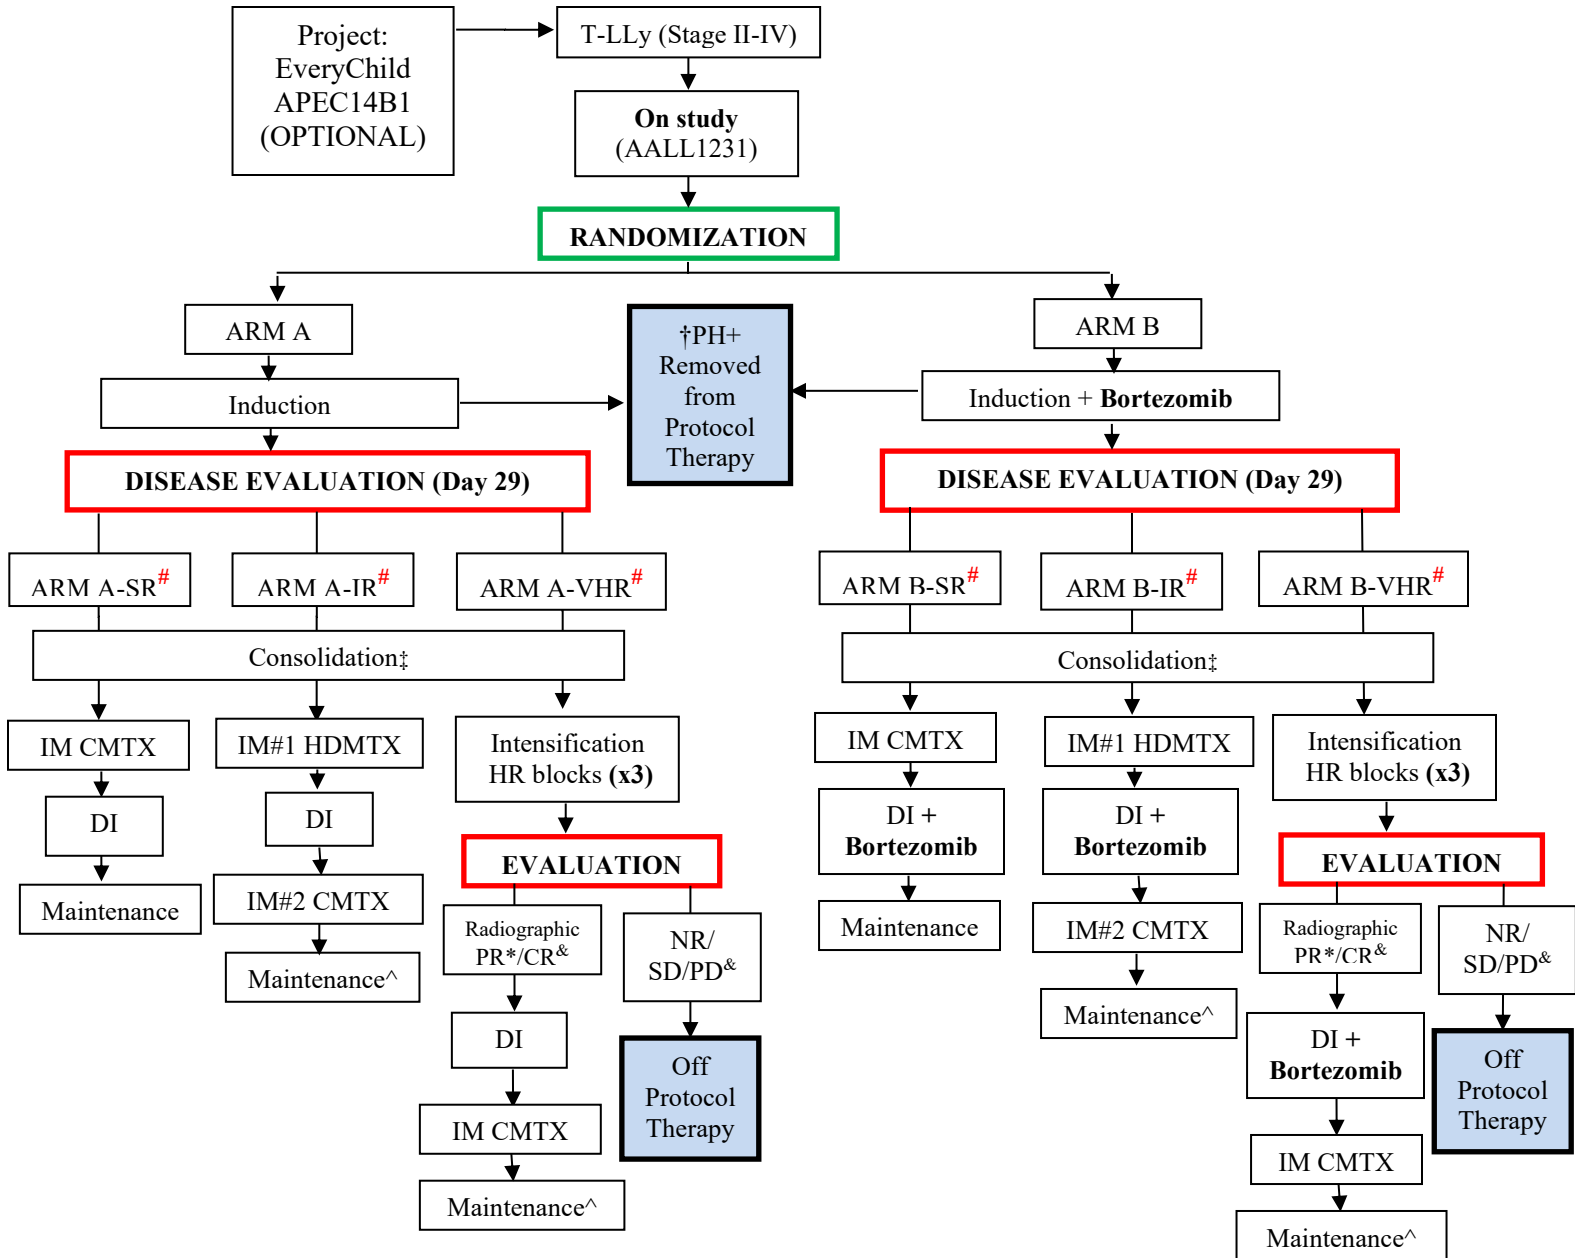 Project:
EveryChild
APEC14B1
(OPTIONAL)
T-LLy (Stage II-IV)
On study
(AALL1231)
RANDOMIZATION
ARM A
†PH+
Removed
from
Protocol
Therapy
ARM B
Induction
Induction + Bortezomib
DISEASE EVALUATION (Day 29)
DISEASE EVALUATION (Day 29)
ARM A-SR#
ARM A-IR#
ARM A-VHR#
ARM B-SR#
ARM B-IR#
ARM B-VHR#
Consolidation‡
Consolidation‡
IM CMTX
IM#1 HDMTX
Intensification
HR blocks (x3)
IM CMTX
IM#1 HDMTX
Intensification
HR blocks (x3)
DI
DI
EVALUATION
DI +
Bortezomib
DI +
Bortezomib
EVALUATION
Maintenance
IM#2 CMTX
Radiographic
PR*/CR&
NR/
SD/PD&
Maintenance
IM#2 CMTX
Radiographic
PR*/CR&
NR/
SD/PD&
Maintenance^
DI
Off
Protocol
Therapy
Maintenance^
DI +
Bortezomib
Off
Protocol
Therapy
IM CMTX
IM CMTX
Maintenance^
Maintenance^